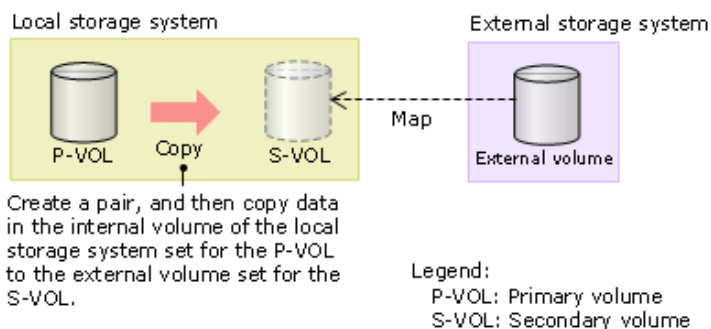 Local storage system
External storage system
P-VOL
Copy
S-VOL
Map
External volume
Create a pair, and then copy data
in the internal volume of the local
storage system set for the P-VOL
to the external volume set for the
S-VOL.
Legend:
P-VOL: Primary volume
S-VOL: Secondary volume